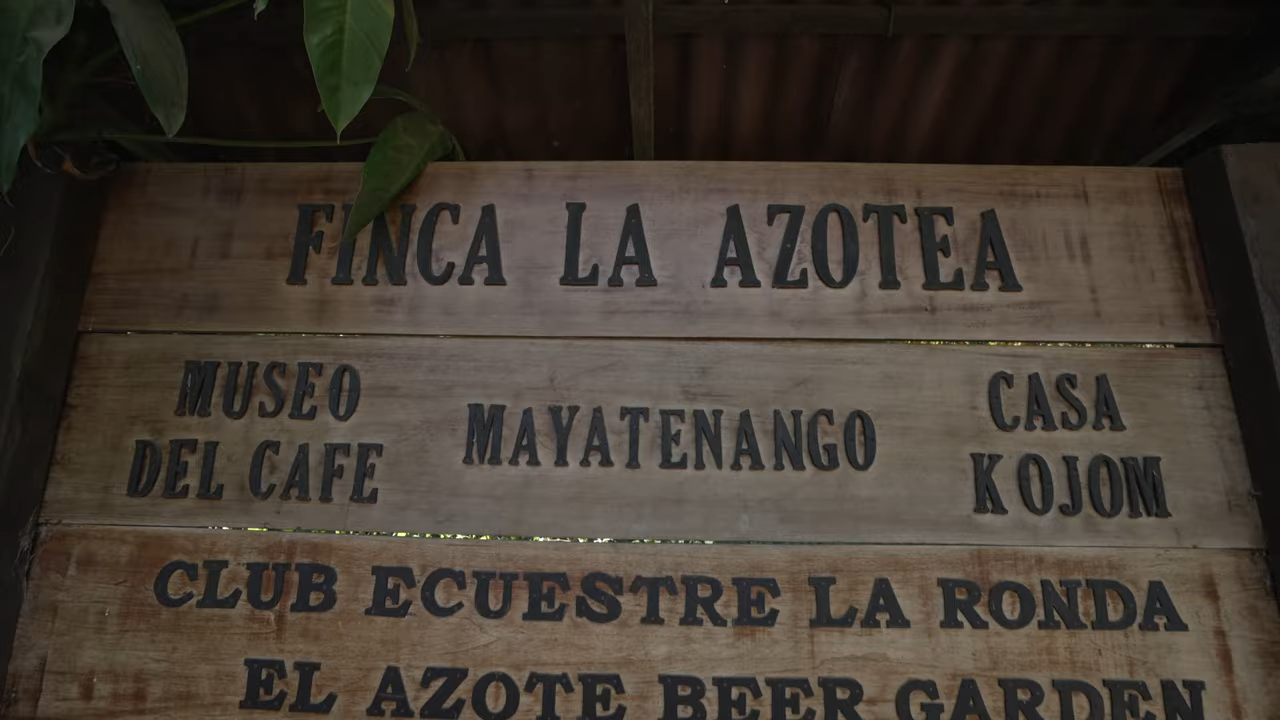 FINCA LA AZOTEA
MUSEO
DEL CAFE
MAYATENANGO
CASA
KOJOM
CLUB ECUESTRE LA RONDA
EL AZOTE BEER GARDEN